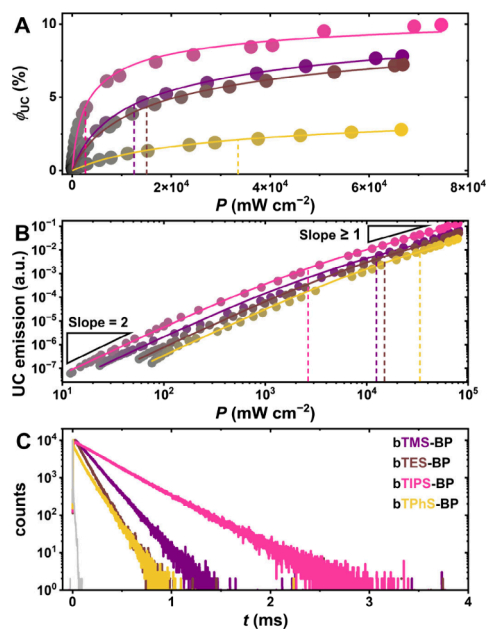 A
10
5
0
ϕUC (%)
0 2×10⁴ 4×10⁴ 6×10⁴ 8×10⁴
P (mW cm⁻²)
B
10⁻¹
10⁻²
10⁻³
10⁻⁴
10⁻⁵
10⁻⁶
10⁻⁷
UC emission (a.u.)
Slope ≥ 1
Slope = 2
10¹ 10² 10³ 10⁴ 10⁵
P (mW cm⁻²)
C
10⁴
10³
10²
10¹
10⁰
counts
bTMS-BP
bTES-BP
bTIPS-BP
bTPhS-BP
0 1 2 3 4
t (ms)